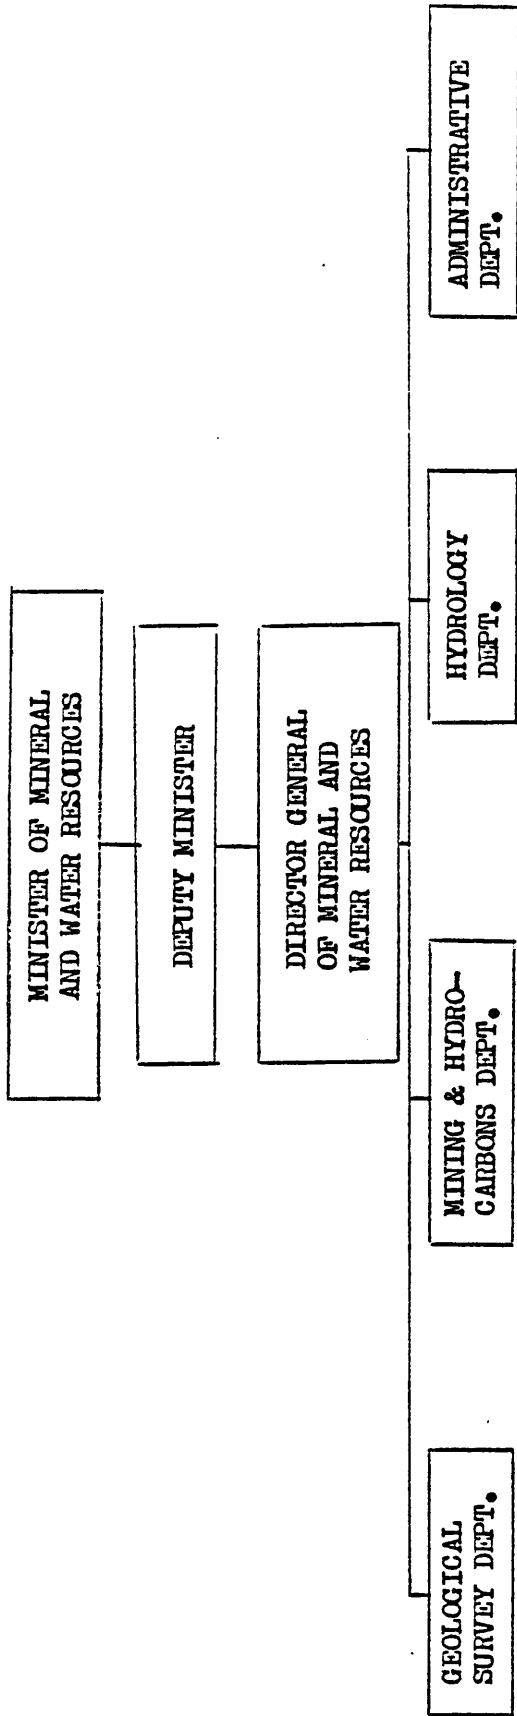 MINISTER OF MINERAL
AND WATER RESOURCES
DEPUTY MINISTER
DIRECTOR GENERAL
OF MINERAL AND
WATER RESOURCES
GEOLOGICAL
SURVEY DEPT.
MINING & HYDRO-
CARBONS DEPT.
HYDROLOGY
DEPT.
ADMINISTRATIVE
DEPT.